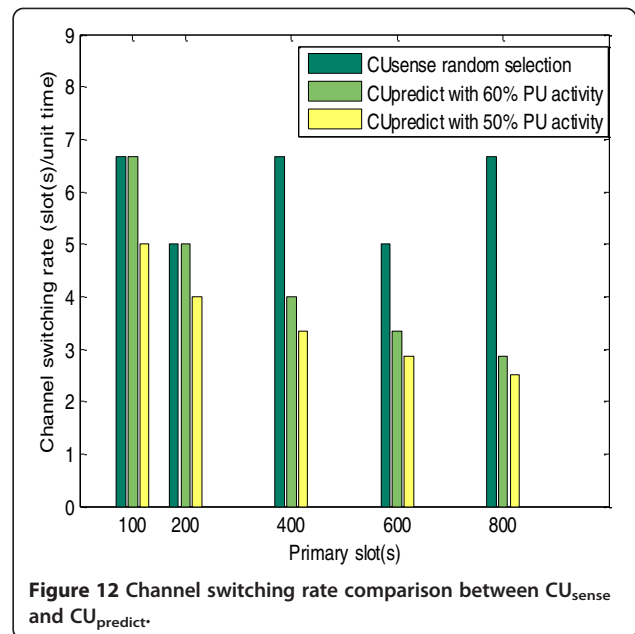 9
8
7
6
5
4
3
2
1
0
Channel switching rate (slot(s)/unit time)
CUsense random selection
CUpredict with 60% PU activity
CUpredict with 50% PU activity
100 200 400 600 800
Primary slot(s)
Figure 12 Channel switching rate comparison between CUsense
and CUpredict.